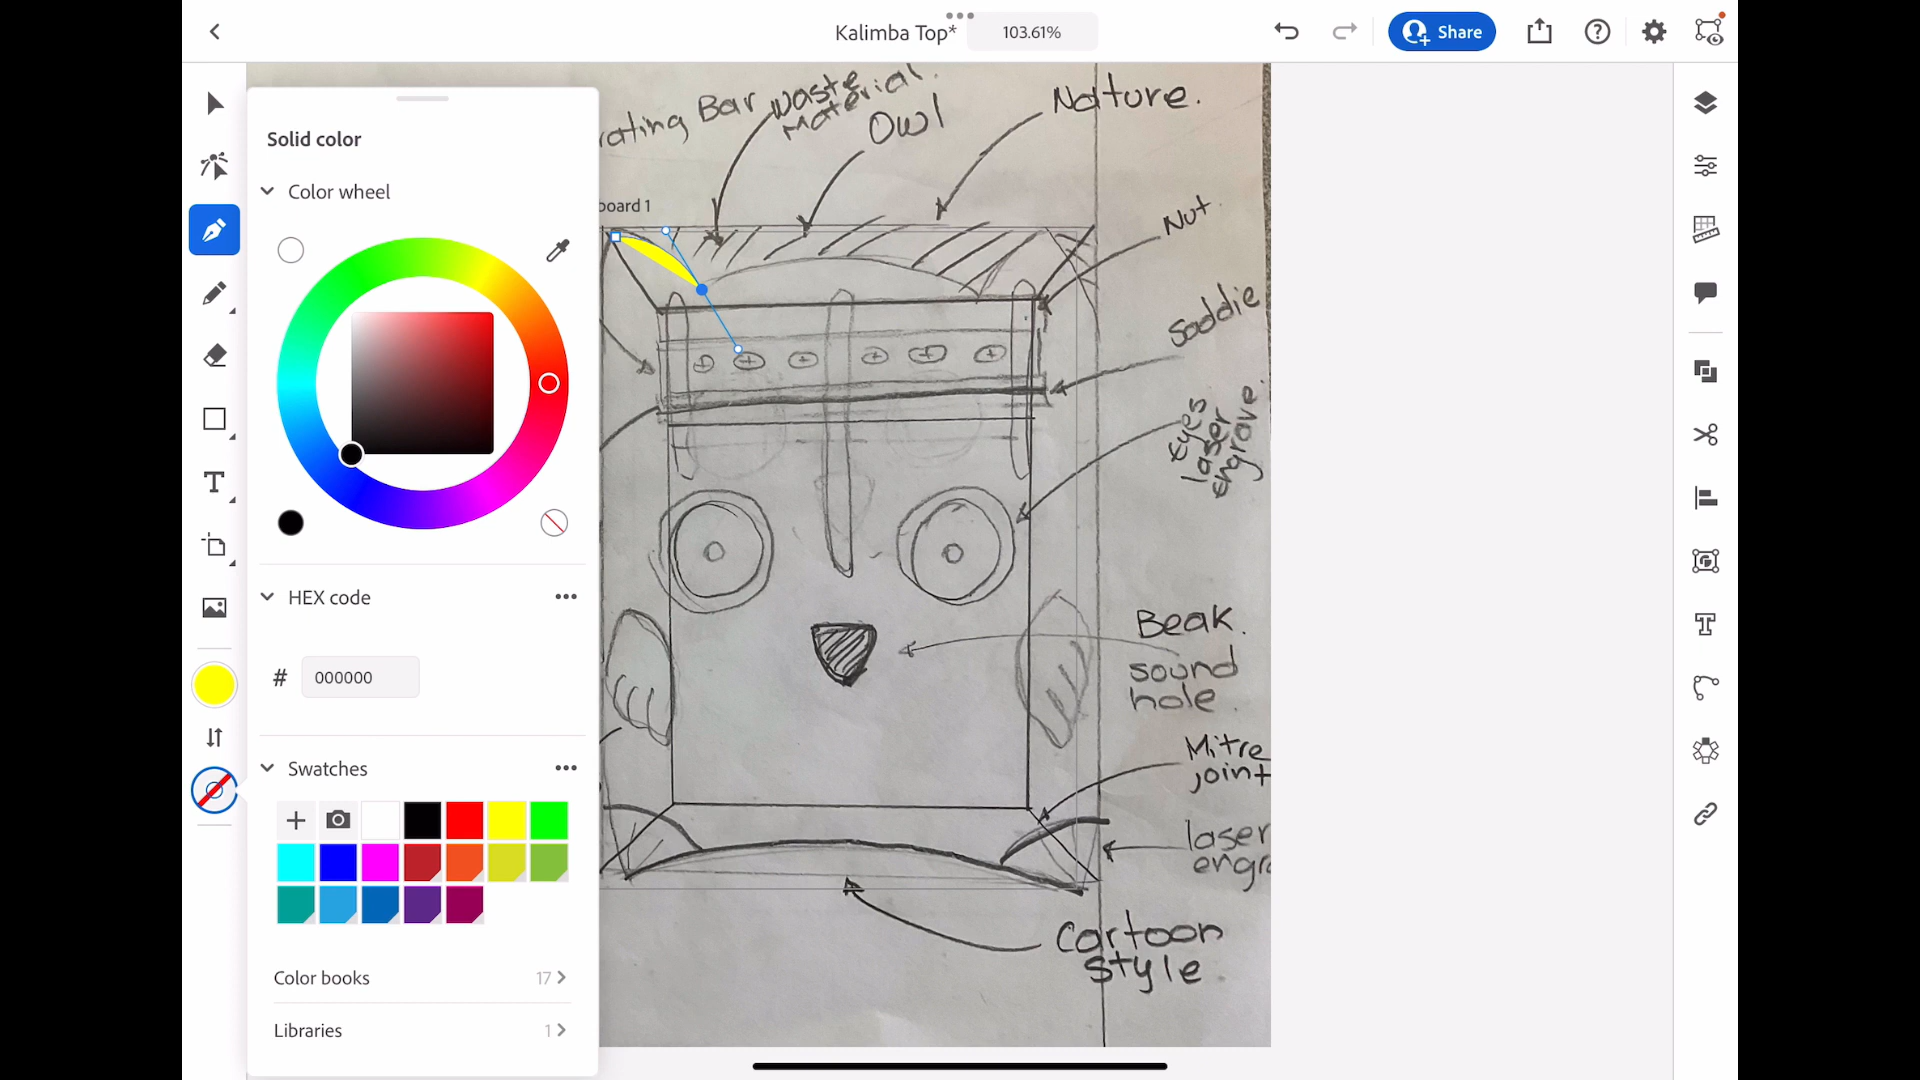 Kalimba Top*
103.61%
Share
Solid color
Color wheel
HEX code
# 000000
Swatches
Color books 17
Libraries 1
board 1
rating Bar
waste
material.
Owl
Nature.
Nut.
saddle
eyes
laser
engrave
Beak.
sound
hole.
Mitre
joint
laser
engra
Cartoon
style.